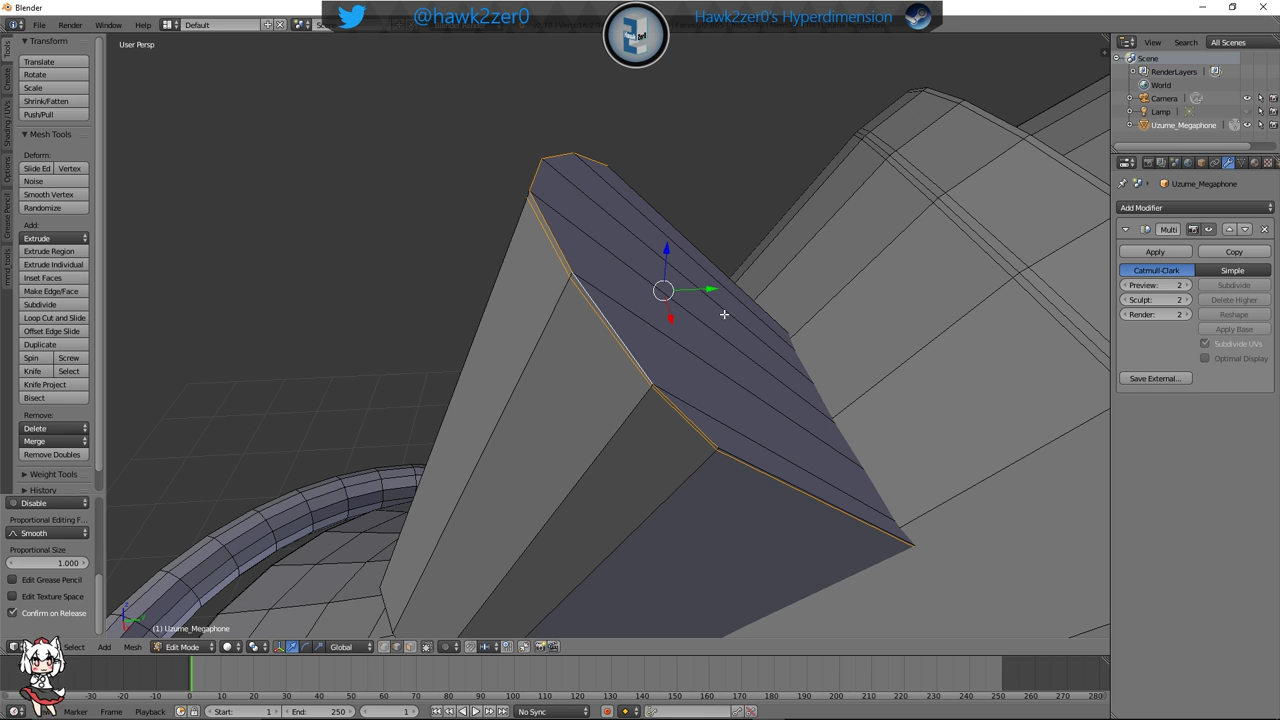 Blender
@hawk2zer0
Hawk2zer0's Hyperdimension
File Render Window Help Default
View Search All Scenes
User Persp
Transform
Translate
Rotate
Scale
Shrink/Fatten
Push/Pull
Mesh Tools
Deform:
Slide Ed Vertex
Noise
Smooth Vertex
Randomize
Add:
Extrude
Extrude Region
Extrude Individual
Inset Faces
Make Edge/Face
Subdivide
Loop Cut and Slide
Offset Edge Slide
Duplicate
Spin Screw
Knife Select
Knife Project
Bisect
Remove:
Delete
Merge
Remove Doubles
Weight Tools
History
Disable
Proportional Editing F...
Smooth
Proportional Size
1.000
Edit Grease Pencil
Edit Texture Space
Confirm on Release
Tools
Create
Shading / UVs
Options
Grease Pencil
mmd_tools
Scene
RenderLayers
World
Camera
Lamp
Uzume_Megaphone
Uzume_Megaphone
Add Modifier
Multi
Apply Copy
Catmull-Clark Simple
Preview: 2 Subdivide
Sculpt: 2 Delete Higher
Render: 2 Reshape
Apply Base
Subdivide UVs
Optimal Display
Save External...
(1) Uzume_Megaphone
Select Add Mesh Edit Mode Global
-30 -20 -10 0 10 20 30 40 50 60 70 80 90 100 110 120 130 140 150 160 170 180 190 200 210 220 230 240 250 260 270 280
Marker Frame Playback Start: 1 End: 250 1 No Sync